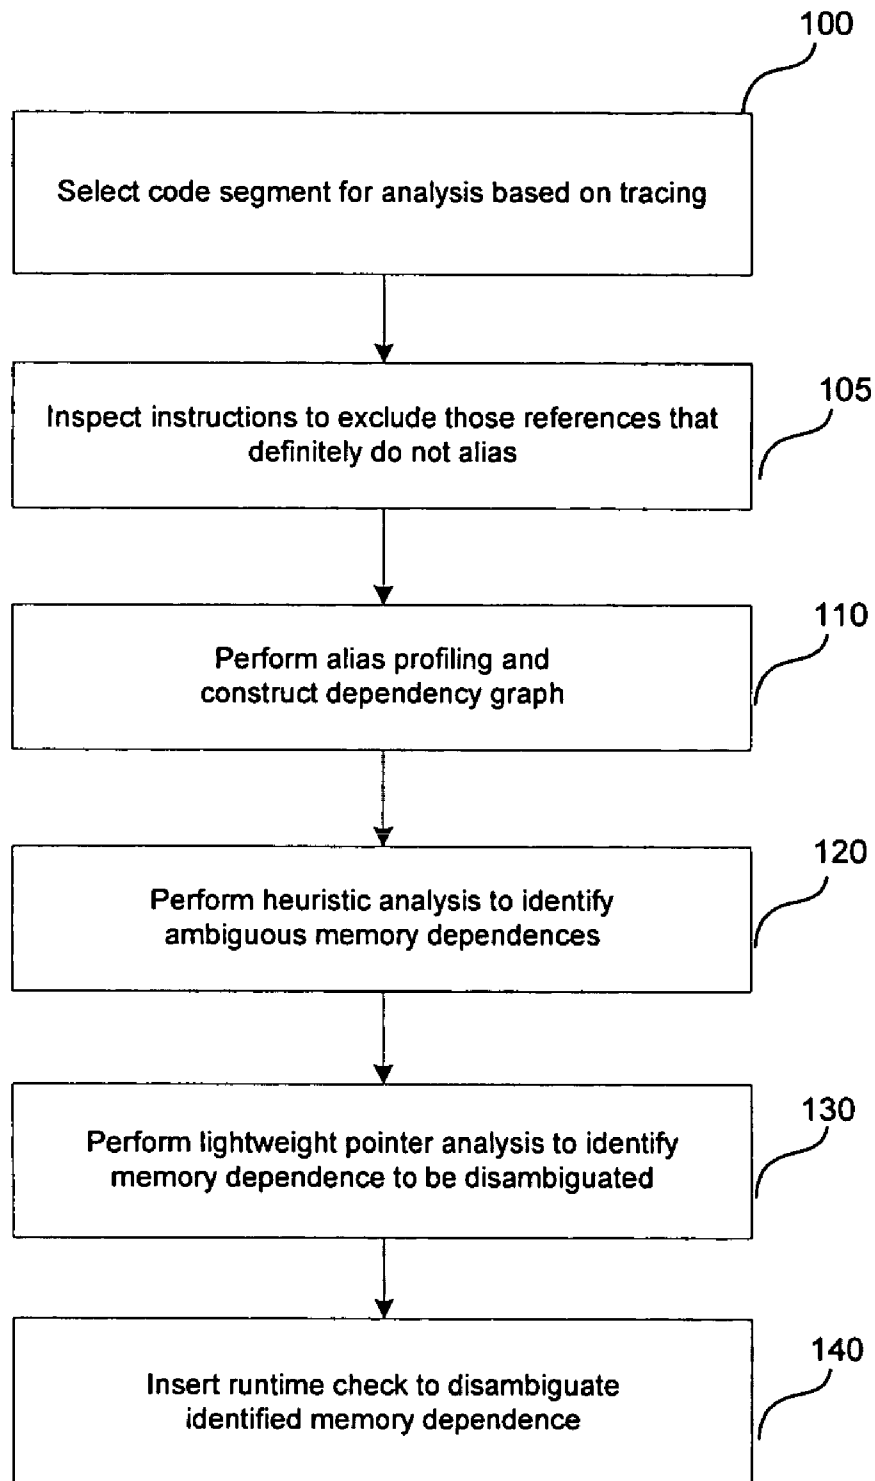 100
Select code segment for analysis based on tracing
105
Inspect instructions to exclude those references that
definitely do not alias
110
Perform alias profiling and
construct dependency graph
120
Perform heuristic analysis to identify
ambiguous memory dependences
130
Perform lightweight pointer analysis to identify
memory dependence to be disambiguated
140
Insert runtime check to disambiguate
identified memory dependence